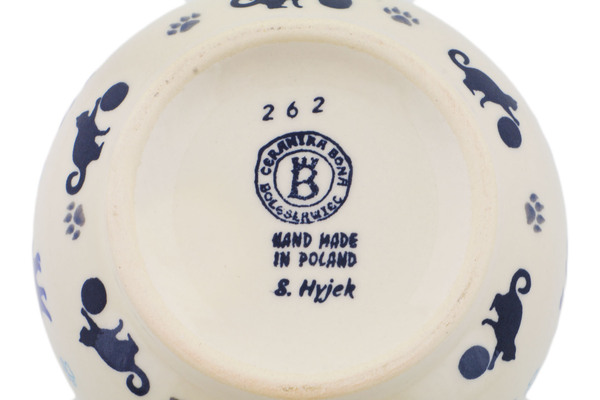 262
CERAMIKA BONA
BOLESŁAWIEC
B
HAND MADE
IN POLAND
S. Hyjek